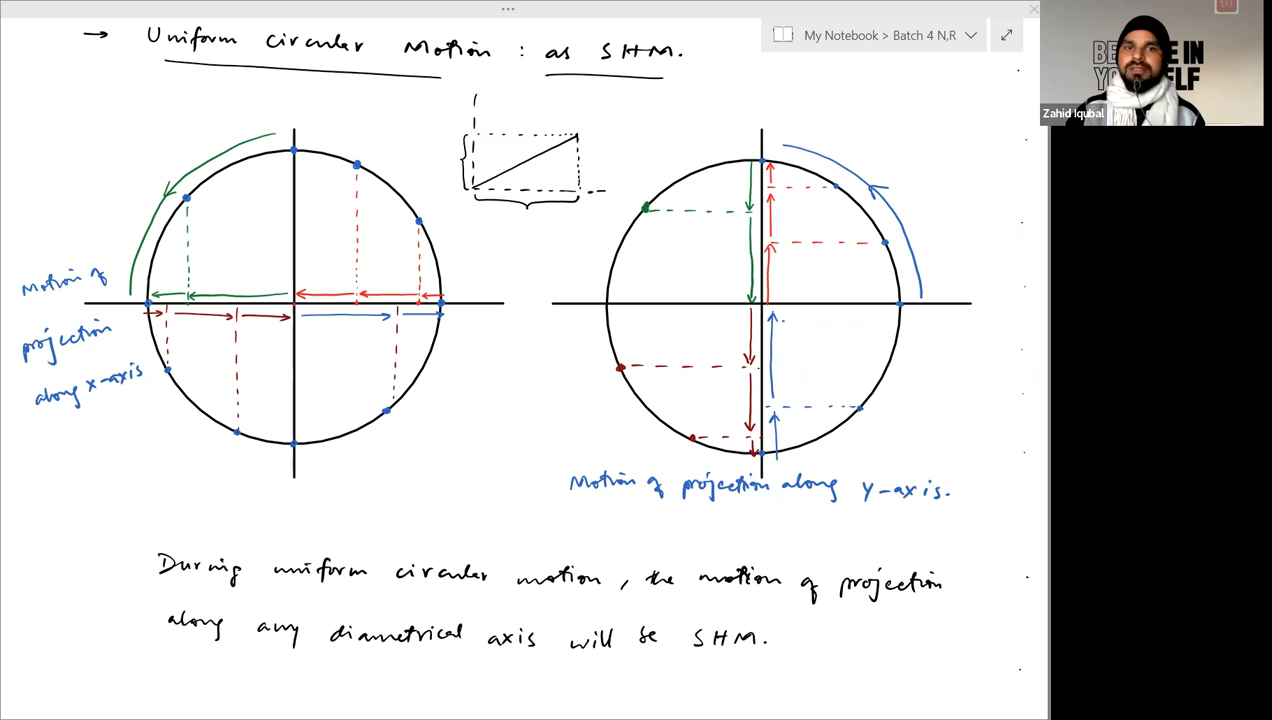 → Uniform circular Motion : as SHM.
My Notebook > Batch 4 N,R
Zahid Iqubal
Motion of
projection
along x-axis
Motion of projection along y-axis.
During uniform circular motion, the motion of projection
along any diametrical axis will be SHM.